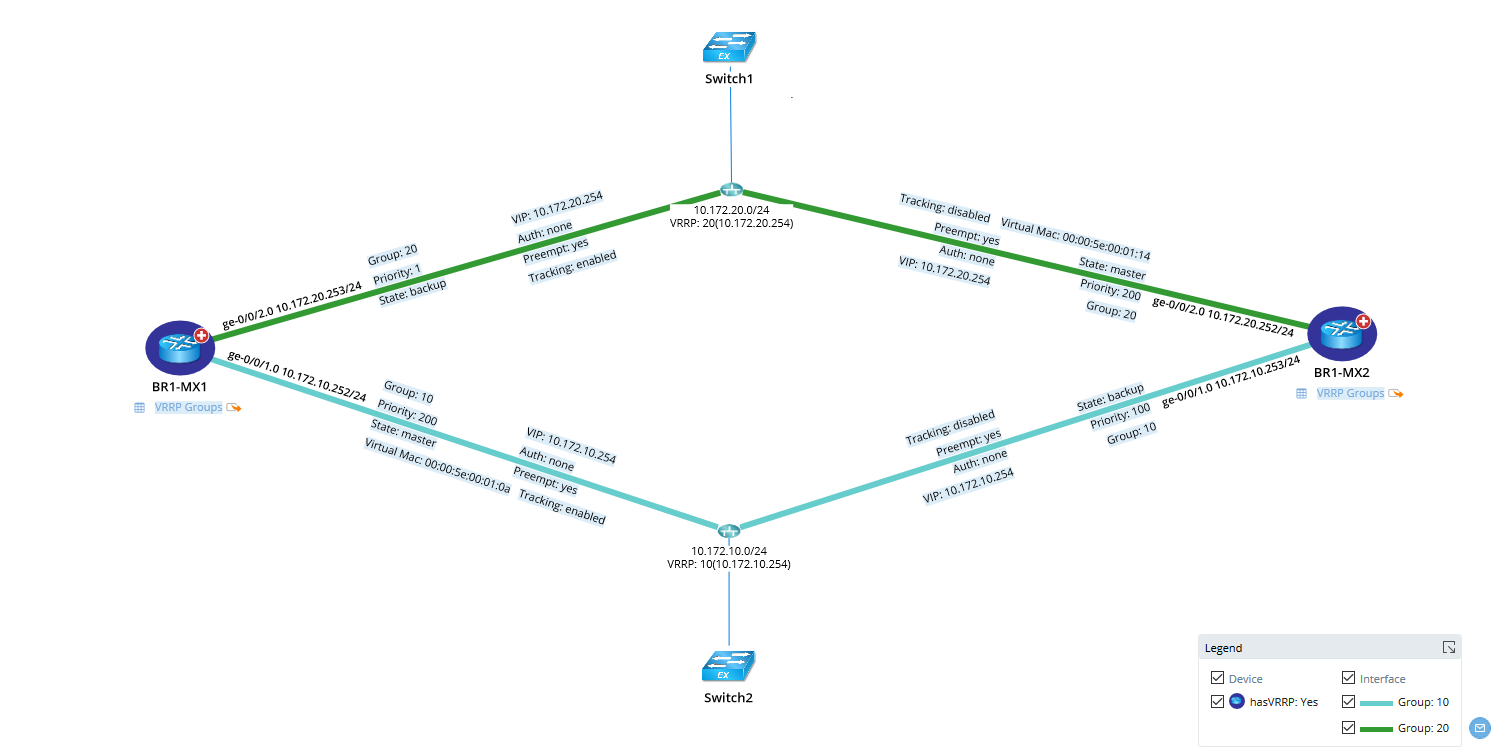 EX
Switch1
10.172.20.0/24
VRRP: 20(10.172.20.254)
VIP: 10.172.20.254
Auth: none
Preempt: yes
Tracking: enabled
Group: 20
Priority: 1
State: backup
ge-0/0/2.0 10.172.20.253/24
Tracking: disabled
Preempt: yes
Auth: none
VIP: 10.172.20.254
Virtual Mac: 00:00:5e:00:01:14
State: master
Priority: 200
Group: 20
ge-0/0/2.0 10.172.20.252/24
BR1-MX1
VRRP Groups
BR1-MX2
VRRP Groups
ge-0/0/1.0 10.172.10.252/24
Group: 10
Priority: 200
State: master
Virtual Mac: 00:00:5e:00:01:0a
VIP: 10.172.10.254
Auth: none
Preempt: yes
Tracking: enabled
ge-0/0/1.0 10.172.10.253/24
State: backup
Priority: 100
Group: 10
Tracking: disabled
Preempt: yes
Auth: none
VIP: 10.172.10.254
10.172.10.0/24
VRRP: 10(10.172.10.254)
EX
Switch2
Legend
Device
Interface
hasVRRP: Yes
Group: 10
Group: 20